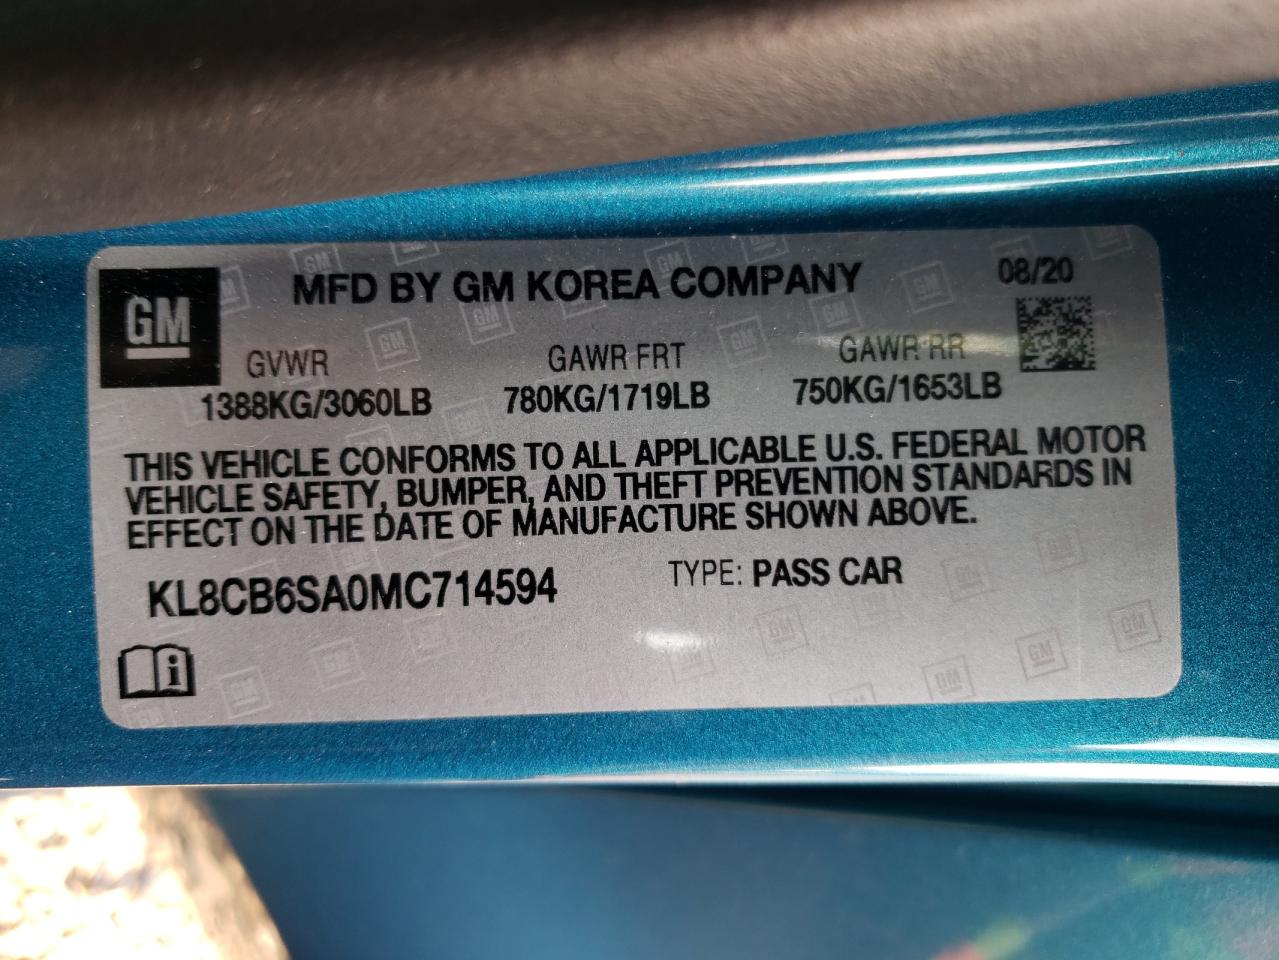 GM
MFD BY GM KOREA COMPANY
08/20
GVWR GAWR FRT GAWR RR
1388KG/3060LB 780KG/1719LB 750KG/1653LB
THIS VEHICLE CONFORMS TO ALL APPLICABLE U.S. FEDERAL MOTOR
VEHICLE SAFETY, BUMPER, AND THEFT PREVENTION STANDARDS IN
EFFECT ON THE DATE OF MANUFACTURE SHOWN ABOVE.
KL8CB6SA0MC714594 TYPE: PASS CAR
i